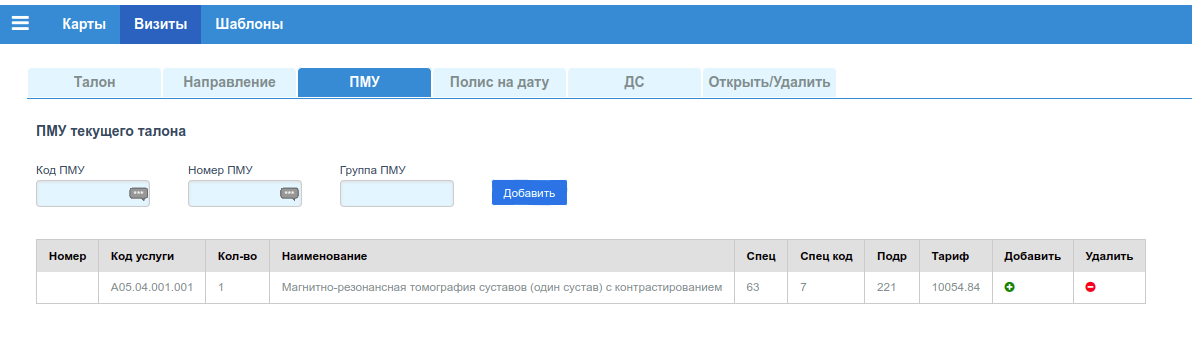 Карты Визиты Шаблоны
Талон Направление ПМУ Полис на дату ДС Открыть/Удалить
ПМУ текущего талона
Код ПМУ Номер ПМУ Группа ПМУ
Добавить
Номер Код услуги Кол-во Наименование Спец Спец код Подр Тариф Добавить Удалить
A05.04.001.001 1 Магнитно-резонансная томография суставов (один сустав) с контрастированием 63 7 221 10054.84